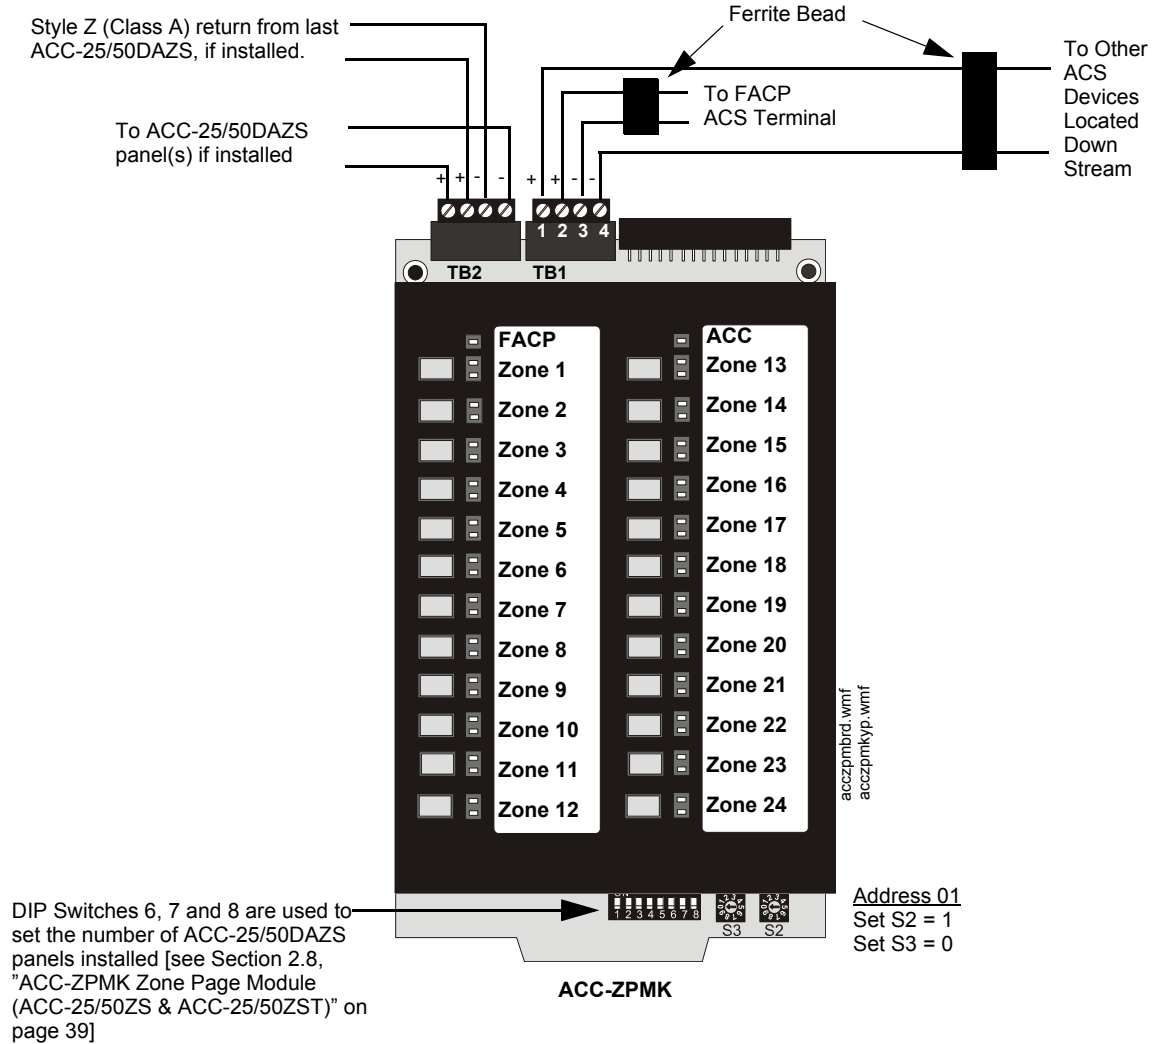 Style Z (Class A) return from last
ACC-25/50DAZS, if installed.
To ACC-25/50DAZS
panel(s) if installed
Ferrite Bead
To FACP
ACS Terminal
To Other
ACS
Devices
Located
Down
Stream
+ + - -
+ + - -
1 2 3 4
TB2
TB1
FACP
Zone 1
Zone 2
Zone 3
Zone 4
Zone 5
Zone 6
Zone 7
Zone 8
Zone 9
Zone 10
Zone 11
Zone 12
ACC
Zone 13
Zone 14
Zone 15
Zone 16
Zone 17
Zone 18
Zone 19
Zone 20
Zone 21
Zone 22
Zone 23
Zone 24
acczpmbrd.wmf
acczpmkyp.wmf
DIP Switches 6, 7 and 8 are used to
set the number of ACC-25/50DAZS
panels installed [see Section 2.8,
"ACC-ZPMK Zone Page Module
(ACC-25/50ZS & ACC-25/50ZST)" on
page 39]
ON
1 2 3 4 5 6 7 8
S3
S2
Address 01
Set S2 = 1
Set S3 = 0
ACC-ZPMK